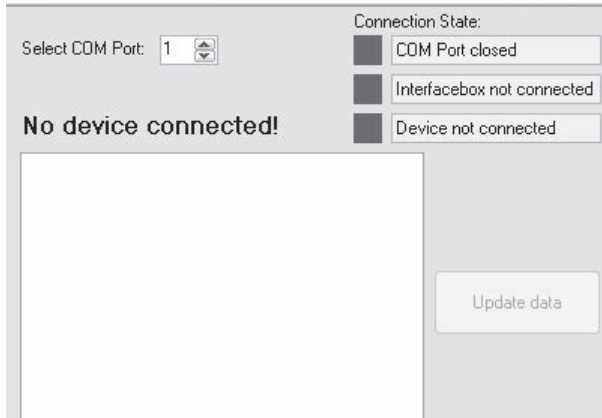 Connection State:
Select COM Port: 1
COM Port closed
Interfacebox not connected
No device connected!
Device not connected
Update data